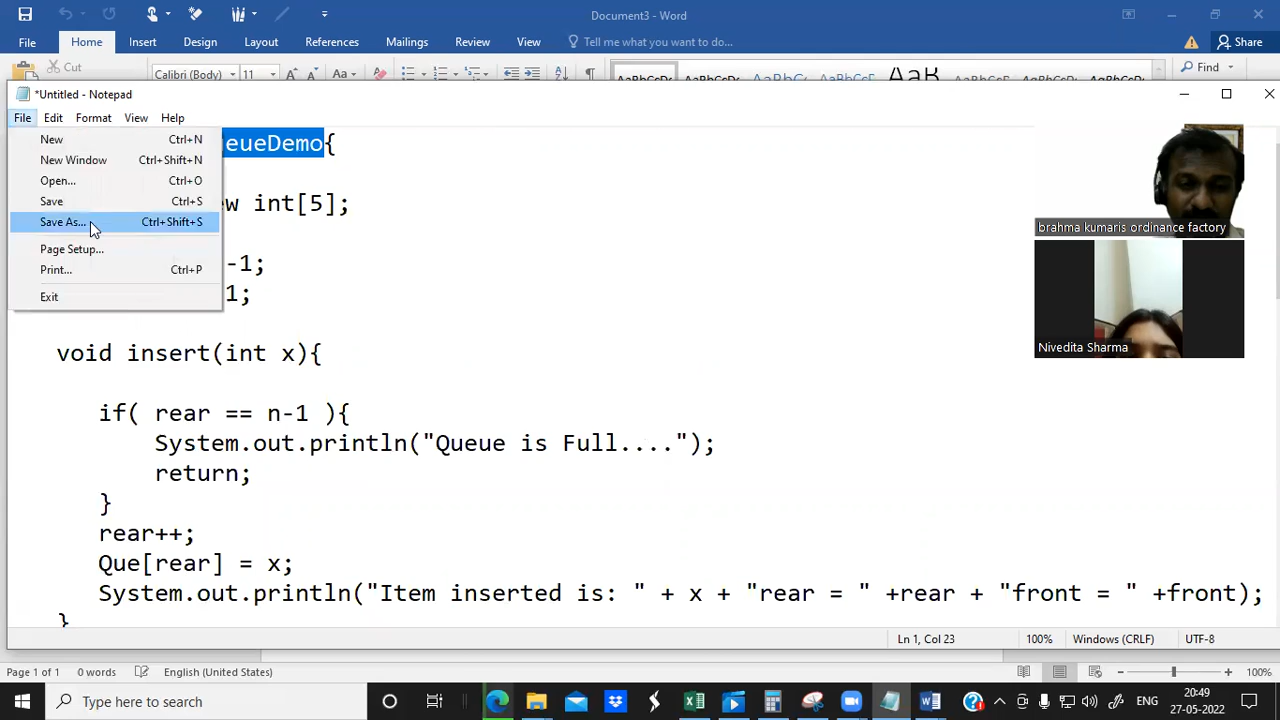 Document3 - Word
File Home Insert Design Layout References Mailings Review View Tell me what you want to do... Share
Cut Calibri (Body) 11 Aa Find
*Untitled - Notepad
File Edit Format View Help
New Ctrl+N
New Window Ctrl+Shift+N
Open... Ctrl+O
Save Ctrl+S
Save As... Ctrl+Shift+S
Page Setup... 
Print... Ctrl+P
Exit
eueDemo{
w int[5];
-1;
1;
void insert(int x){
if( rear == n-1 ){
System.out.println("Queue is Full....");
return;
}
rear++;
Que[rear] = x;
System.out.println("Item inserted is: " + x + "rear = " +rear + "front = " +front);
}
brahma kumaris ordinance factory
Nivedita Sharma
Ln 1, Col 23 100% Windows (CRLF) UTF-8
Page 1 of 1 0 words English (United States) 100%
Type here to search
ENG
20:49
27-05-2022